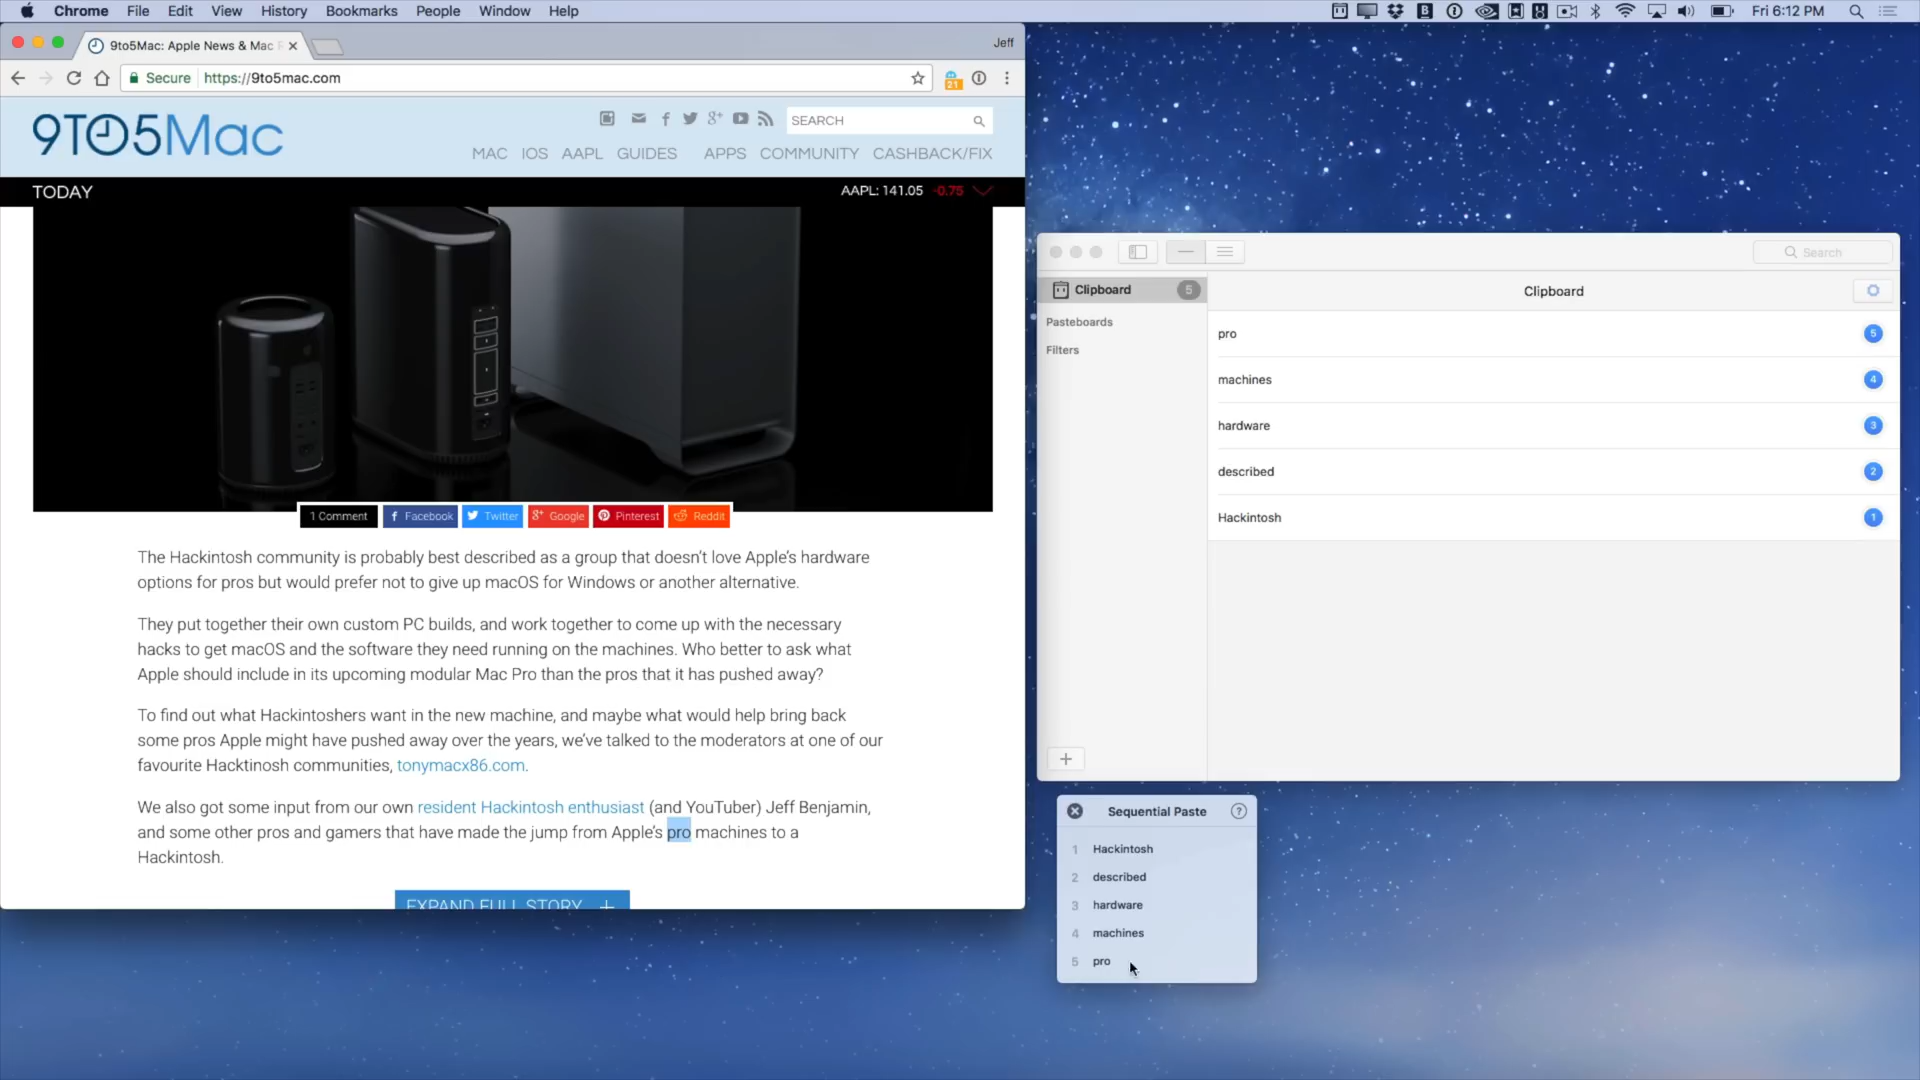 Chrome File Edit View History Bookmarks People Window Help
Fri 6:12 PM
9to5Mac: Apple News & Mac
Jeff
Secure https://9to5mac.com
21
9TO5Mac
SEARCH
MAC IOS AAPL GUIDES APPS COMMUNITY CASHBACK/FIX
TODAY
AAPL: 141.05 -0.75
1 Comment Facebook Twitter Google Pinterest Reddit
The Hackintosh community is probably best described as a group that doesn't love Apple's hardware
options for pros but would prefer not to give up macOS for Windows or another alternative.
They put together their own custom PC builds, and work together to come up with the necessary
hacks to get macOS and the software they need running on the machines. Who better to ask what
Apple should include in its upcoming modular Mac Pro than the pros that it has pushed away?
To find out what Hackintoshers want in the new machine, and maybe what would help bring back
some pros Apple might have pushed away over the years, we've talked to the moderators at one of our
favourite Hacktinosh communities, tonymacx86.com.
We also got some input from our own resident Hackintosh enthusiast (and YouTuber) Jeff Benjamin,
and some other pros and gamers that have made the jump from Apple's pro machines to a
Hackintosh.
EXPAND FULL STORY +
Search
Clipboard 5
Pasteboards
Filters
Clipboard
pro 5
machines 4
hardware 3
described 2
Hackintosh 1
Sequential Paste ?
1 Hackintosh
2 described
3 hardware
4 machines
5 pro